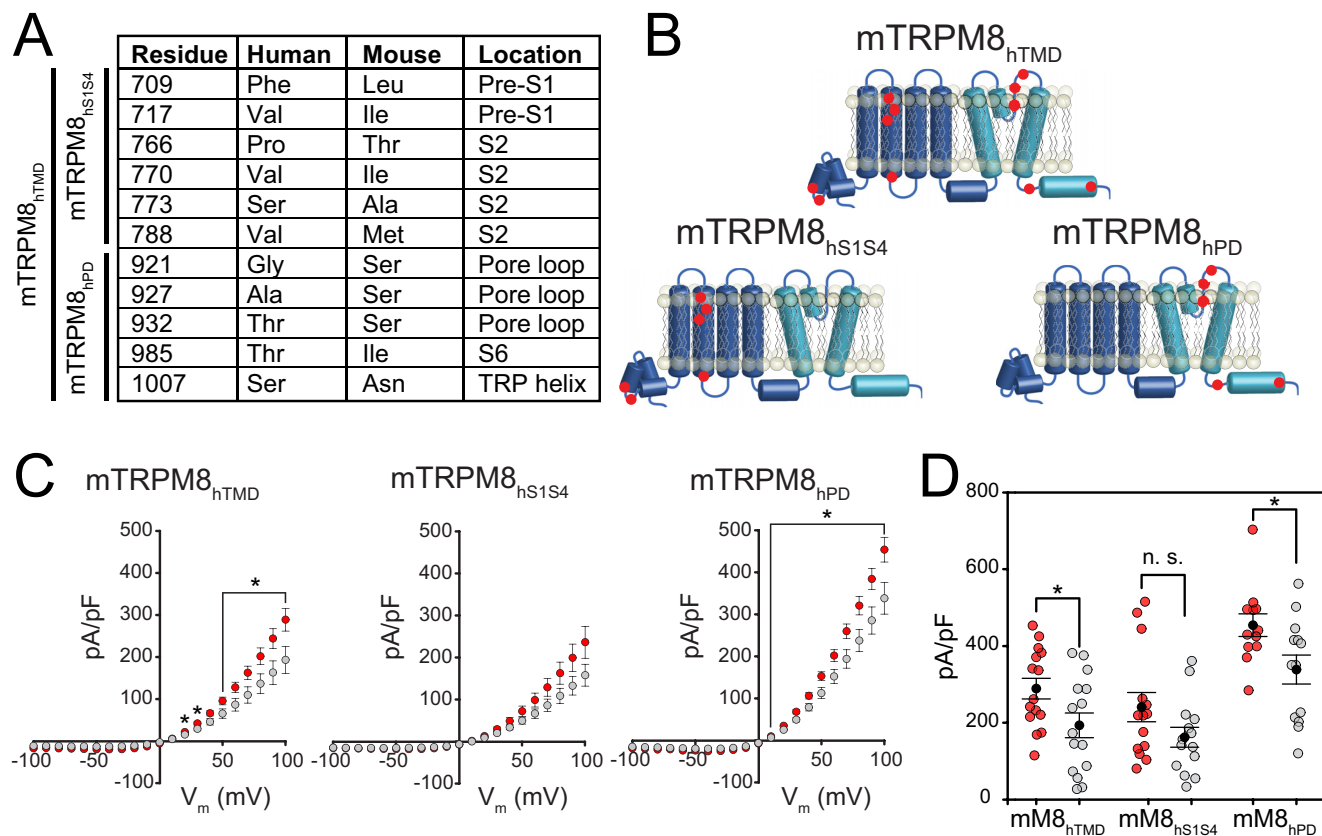 A
Residue Human Mouse Location
709 Phe Leu Pre-S1
717 Val Ile Pre-S1
766 Pro Thr S2
770 Val Ile S2
773 Ser Ala S2
788 Val Met S2
921 Gly Ser Pore loop
927 Ala Ser Pore loop
932 Thr Ser Pore loop
985 Thr Ile S6
1007 Ser Asn TRP helix
mTRPM8hTMD
mTRPM8hS1S4
mTRPM8hPD
B
mTRPM8hTMD
mTRPM8hS1S4
mTRPM8hPD
C
mTRPM8hTMD
500
400
300
200
100
-100
pA/pF
-100 -50 50 100
Vm (mV)
*
*
*
mTRPM8hS1S4
500
400
300
200
100
-100
pA/pF
-100 -50 50 100
Vm (mV)
mTRPM8hPD
500
400
300
200
100
-100
pA/pF
-100 -50 50 100
Vm (mV)
*
D
800
600
400
200
0
pA/pF
*
n. s.
*
mM8hTMD mM8hS1S4 mM8hPD